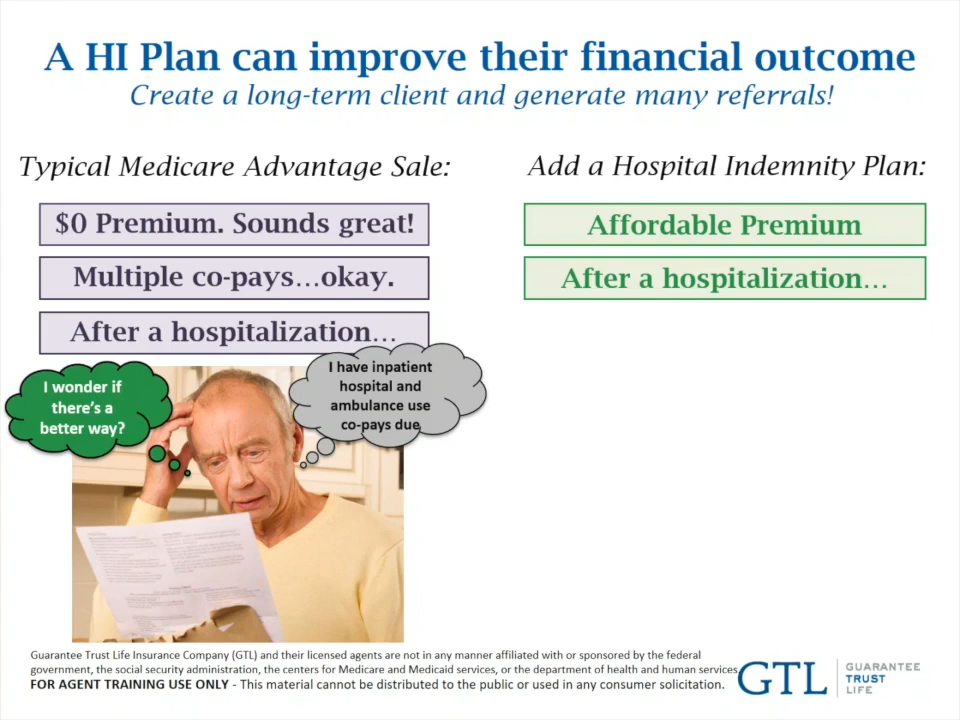 A HI Plan can improve their financial outcome
Create a long-term client and generate many referrals!
Typical Medicare Advantage Sale:
$0 Premium. Sounds great!
Multiple co-pays...okay.
After a hospitalization...
I wonder if
there's a
better way?
I have inpatient
hospital and
ambulance use
co-pays due
Add a Hospital Indemnity Plan:
Affordable Premium
After a hospitalization...
Guarantee Trust Life Insurance Company (GTL) and their licensed agents are not in any manner affiliated with or sponsored by the federal
government, the social security administration, the centers for Medicare and Medicaid services, or the department of health and human services.
FOR AGENT TRAINING USE ONLY - This material cannot be distributed to the public or used in any consumer solicitation.
GTL
GUARANTEE
TRUST
LIFE